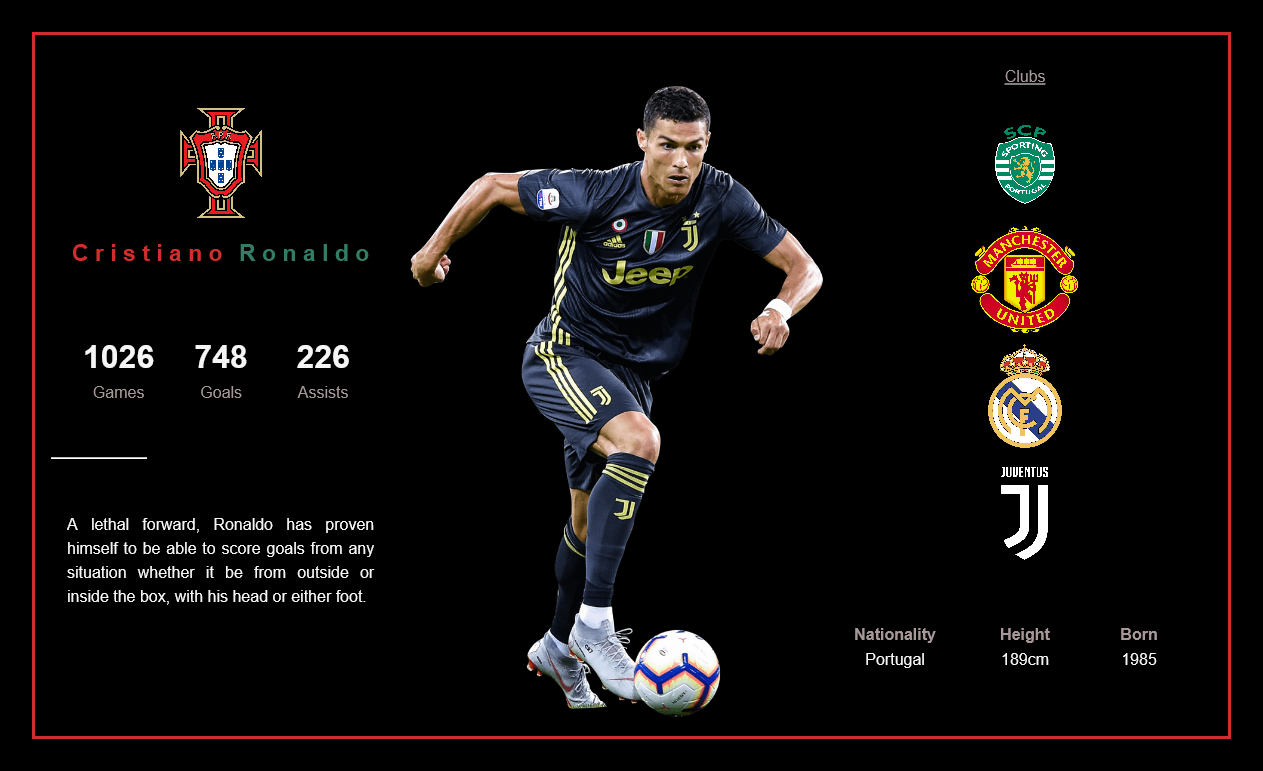 Clubs
FPF
SCP
SPORTING
PORTUGAL
Cristiano Ronaldo
MANCHESTER
UNITED
adidas
Jeep
1026 748 226
Games Goals Assists
JUVENTUS
A lethal forward, Ronaldo has proven
himself to be able to score goals from any
situation whether it be from outside or
inside the box, with his head or either foot.
Nationality Height Born
Portugal 189cm 1985